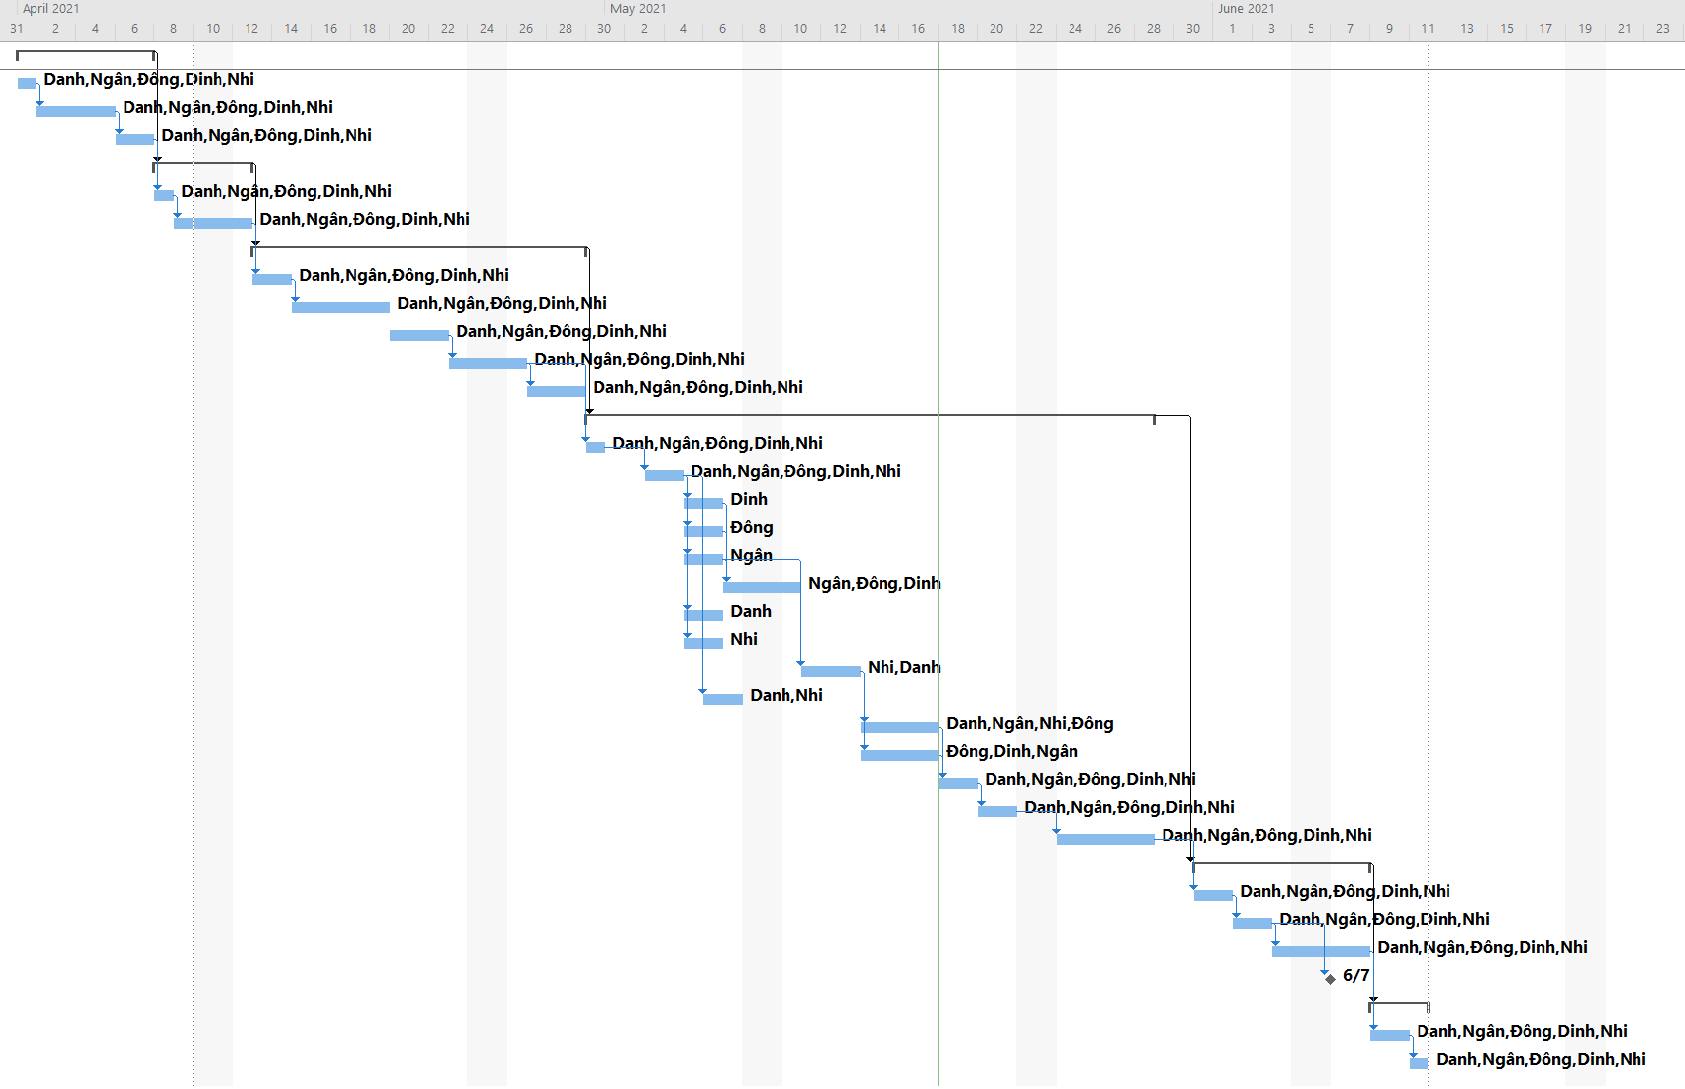 April 2021 May 2021 June 2021
31 2 4 6 8 10 12 14 16 18 20 22 24 26 28 30 2 4 6 8 10 12 14 16 18 20 22 24 26 28 30 1 3 5 7 9 11 13 15 17 19 21 23
Danh,Ngân,Đông,Dinh,Nhi
Danh,Ngân,Đông,Dinh,Nhi
Danh,Ngân,Đông,Dinh,Nhi
Danh,Ngân,Đông,Dinh,Nhi
Danh,Ngân,Đông,Dinh,Nhi
Danh,Ngân,Đông,Dinh,Nhi
Danh,Ngân,Đông,Dinh,Nhi
Danh,Ngân,Đông,Dinh,Nhi
Danh,Ngân,Đông,Dinh,Nhi
Danh,Ngân,Đông,Dinh,Nhi
Danh,Ngân,Đông,Dinh,Nhi
Danh,Ngân,Đông,Dinh,Nhi
Dinh
Đông
Ngân
Ngân,Đông,Dinh
Danh
Nhi
Nhi,Danh
Danh,Nhi
Danh,Ngân,Nhi,Đông
Đông,Dinh,Ngân
Danh,Ngân,Đông,Dinh,Nhi
Danh,Ngân,Đông,Dinh,Nhi
Danh,Ngân,Đông,Dinh,Nhi
Danh,Ngân,Đông,Dinh,Nhi
Danh,Ngân,Đông,Dinh,Nhi
Danh,Ngân,Đông,Dinh,Nhi
6/7
Danh,Ngân,Đông,Dinh,Nhi
Danh,Ngân,Đông,Dinh,Nhi